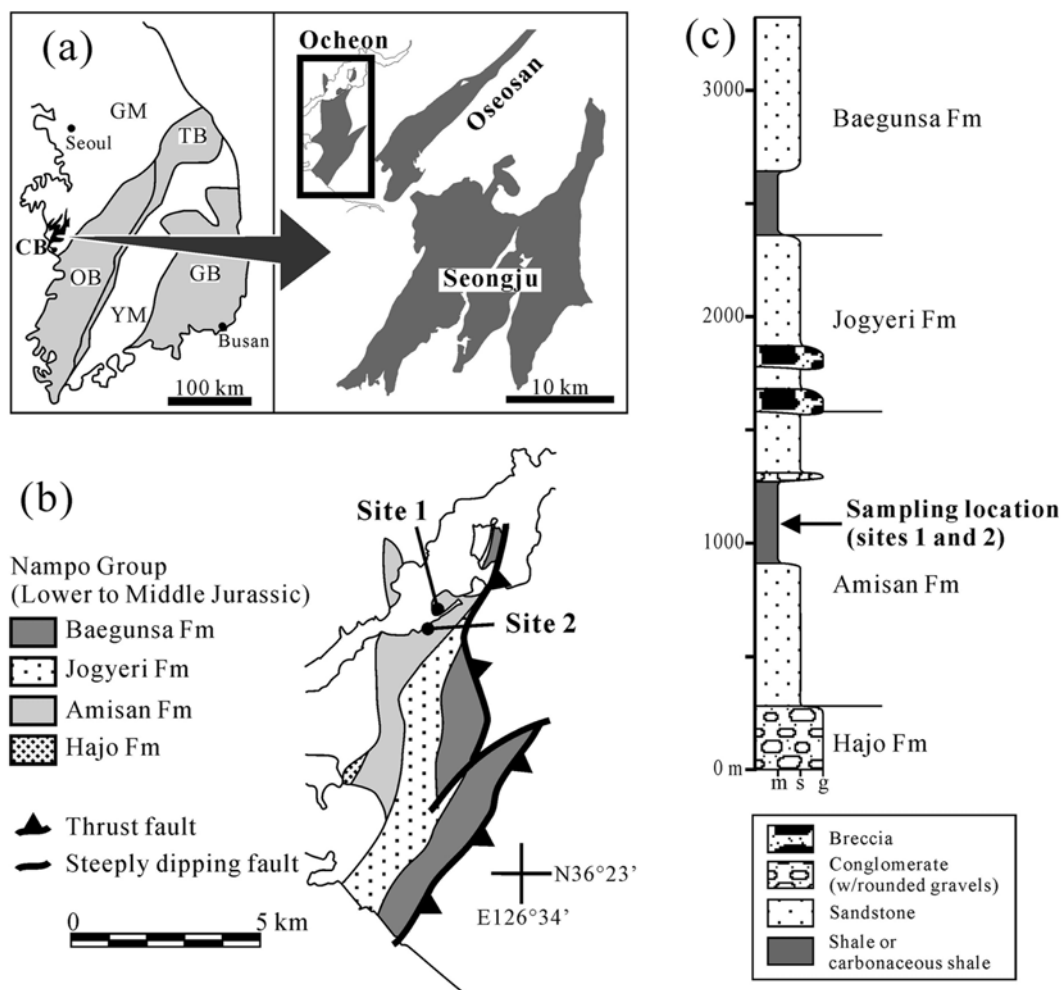 (a)
GM
Seoul
TB
CB
OB
GB
YM
Busan
100 km
Ocheon
Oseosan
Seongju
10 km
(b)
Nampo Group
(Lower to Middle Jurassic)
Baegunsa Fm
Jogyeri Fm
Amisan Fm
Hajo Fm
Thrust fault
Steeply dipping fault
0
5 km
Site 1
Site 2
N36°23'
E126°34'
(c)
3000
Baegunsa Fm
2000
Jogyeri Fm
Sampling location
(sites 1 and 2)
1000
Amisan Fm
Hajo Fm
0 m
m s g
Breccia
Conglomerate
(w/rounded gravels)
Sandstone
Shale or
carbonaceous shale